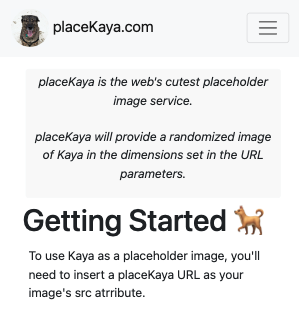 placeKaya.com
placeKaya is the web's cutest placeholder
image service.
placeKaya will provide a randomized image
of Kaya in the dimensions set in the URL
parameters.
Getting Started 🐕
To use Kaya as a placeholder image, you'll
need to insert a placeKaya URL as your
image's src atrribute.